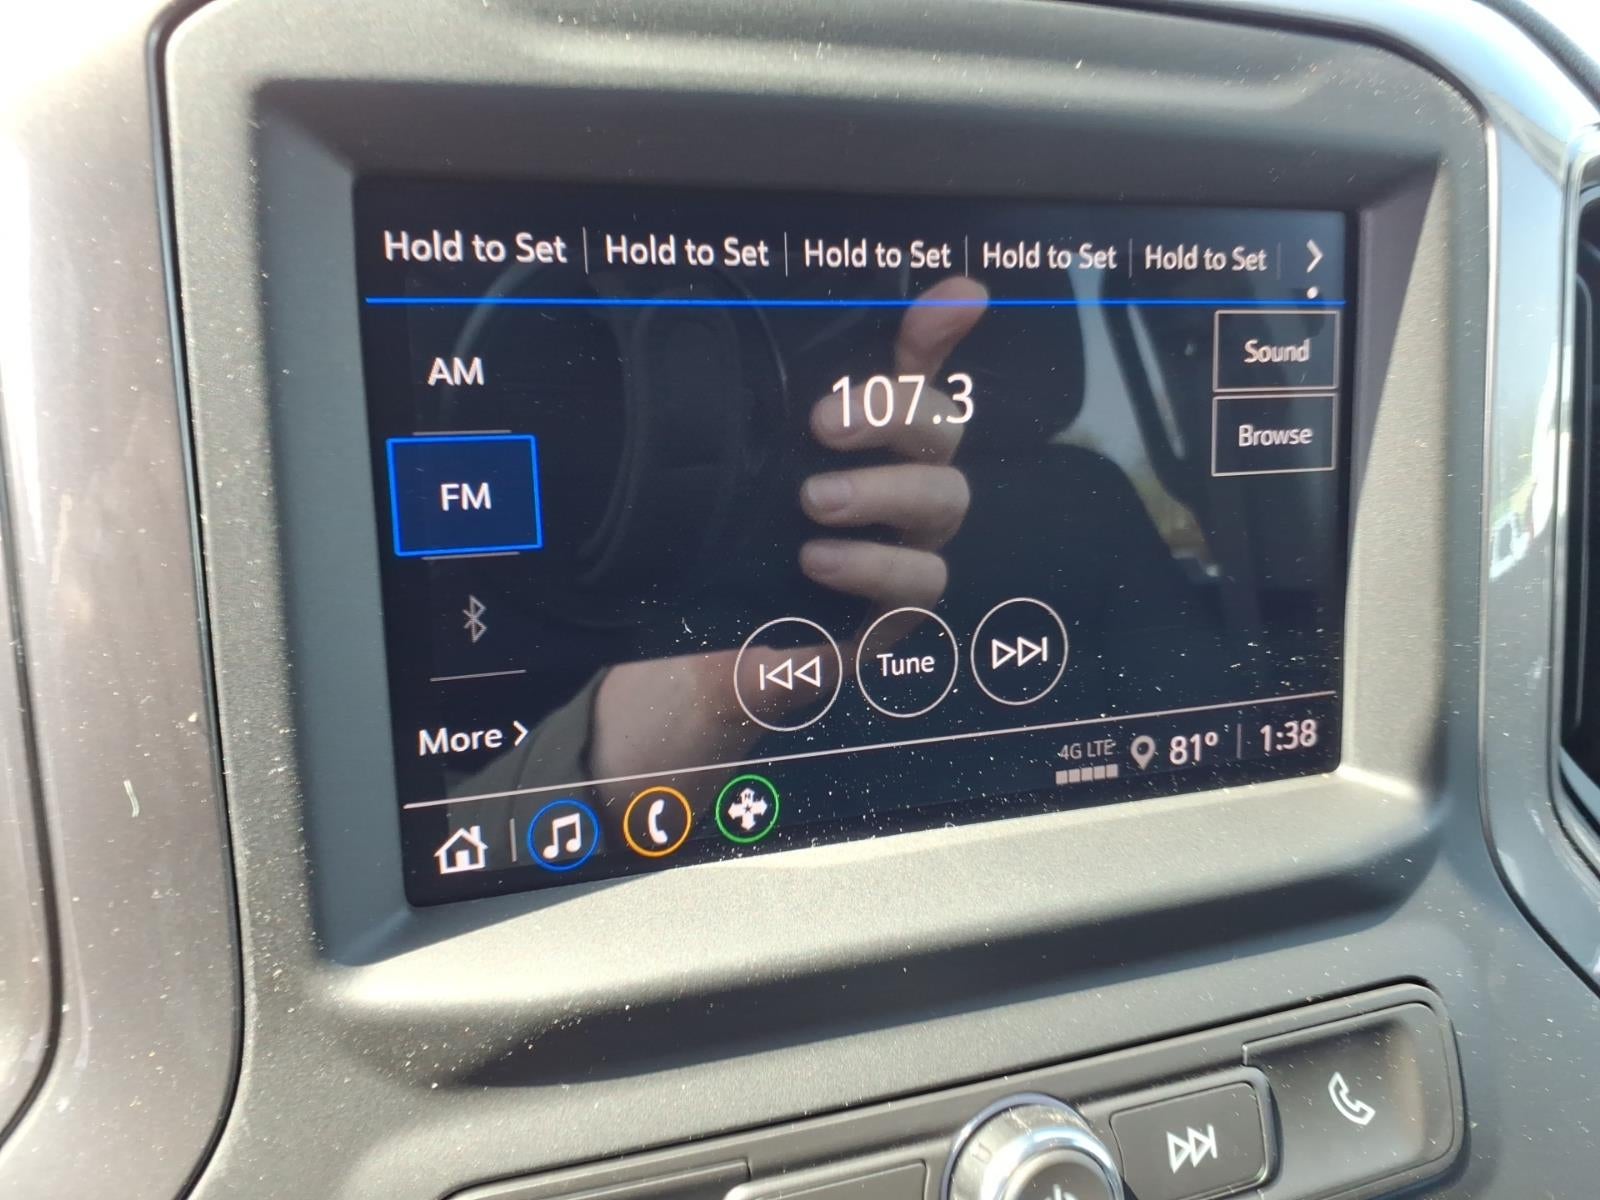 Hold to Set Hold to Set Hold to Set Hold to Set Hold to Set
AM
107.3
Sound
Browse
FM
Tune
More
4G LTE 81° 1:38
N